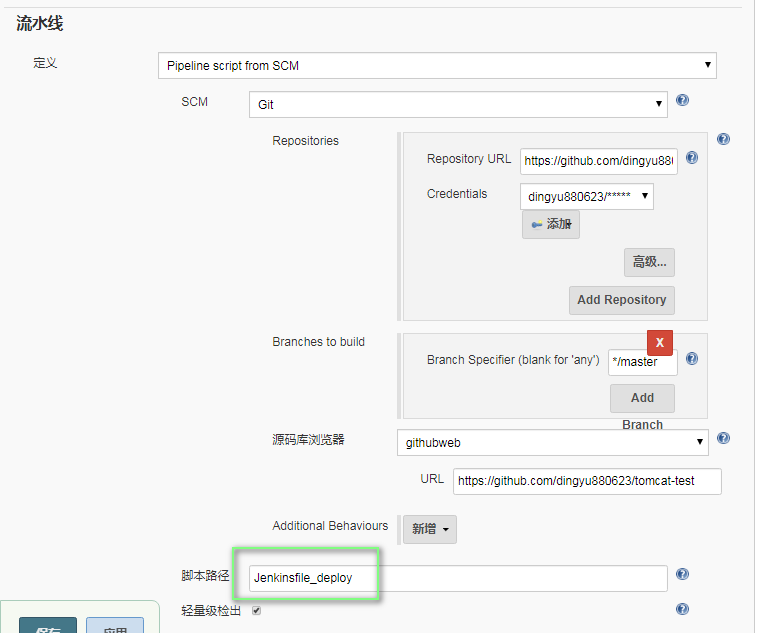 流水线
定义
Pipeline script from SCM
SCM
Git
Repositories
Repository URL
https://github.com/dingyu880
Credentials
dingyu880623/*****
添加
高级...
Add Repository
Branches to build
X
Branch Specifier (blank for 'any')
*/master
Add
Branch
源码库浏览器
githubweb
URL
https://github.com/dingyu880623/tomcat-test
Additional Behaviours
新增
脚本路径
Jenkinsfile_deploy
轻量级检出
保存
应用